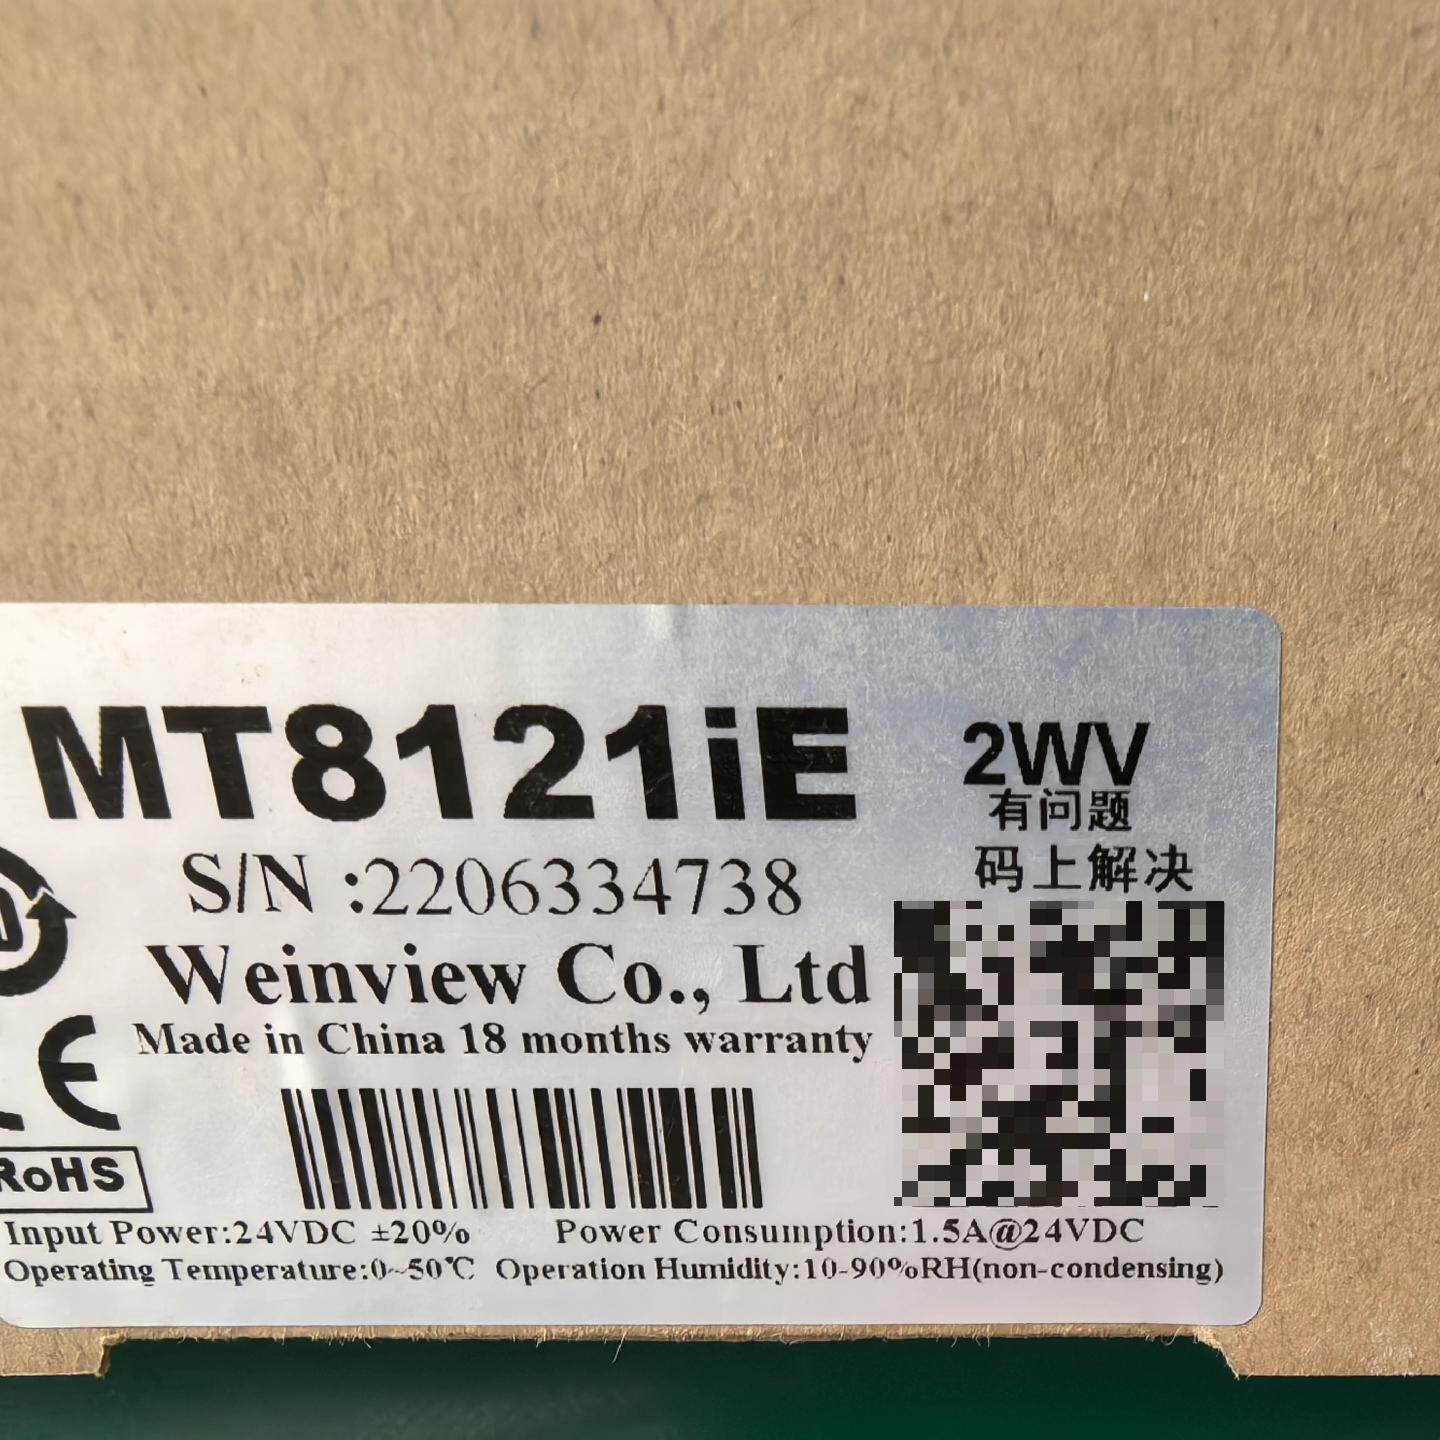 MT8121iE
2WV
有问题
码上解决
S/N :2206334738
Weinview Co., Ltd
Made in China 18 months warranty
CE
RoHS
Input Power:24VDC ±20% Power Consumption:1.5A@24VDC
Operating Temperature:0~50℃ Operation Humidity:10-90%RH(non-condensing)